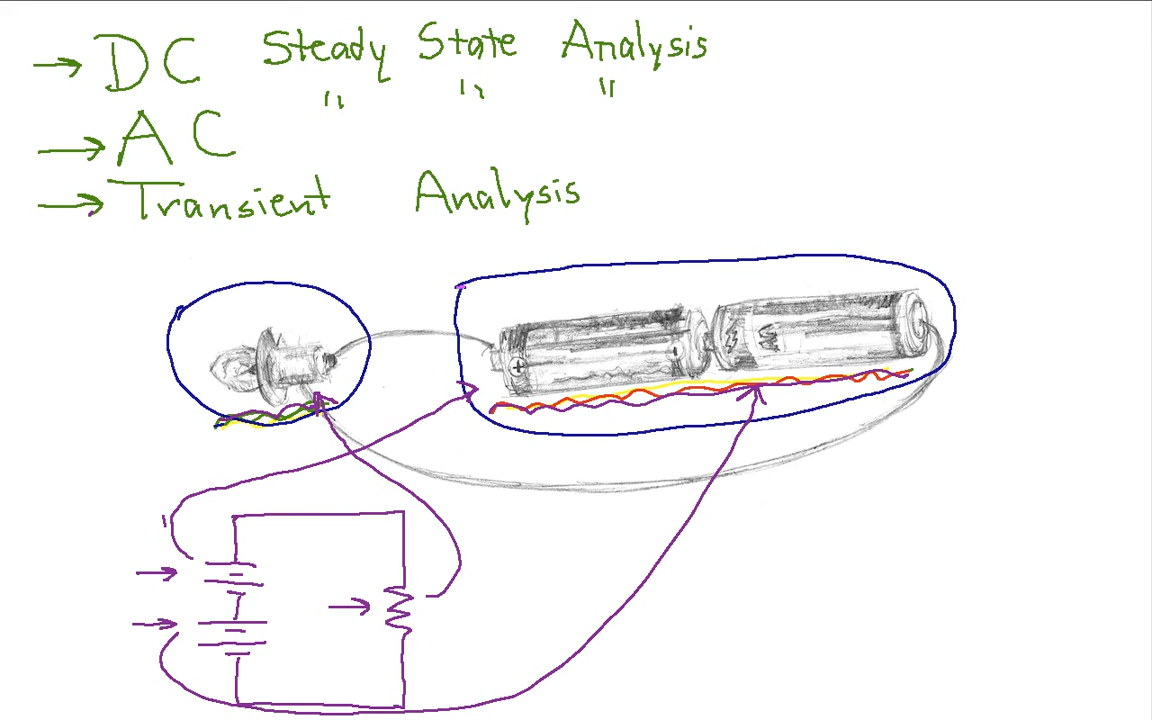 → DC Steady State Analysis
" " "
→ AC
→ Transient Analysis
+ -